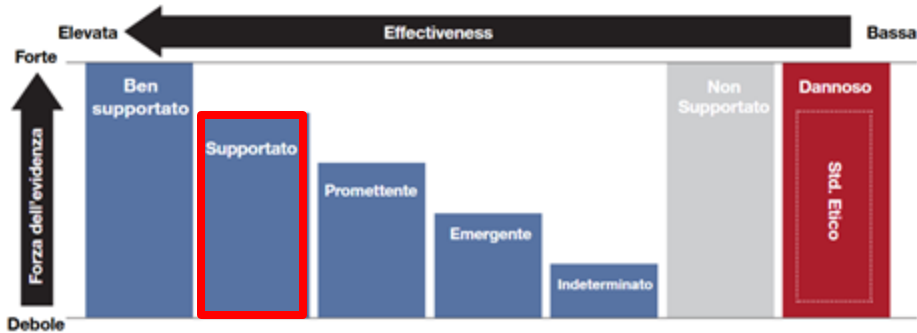 Elevata
Effectiveness
Bassa
Forte
Forza dell'evidenza
Debole
Ben
supportato
Supportato
Promettente
Emergente
Indeterminato
Non
Supportato
Dannoso
Std. Etico